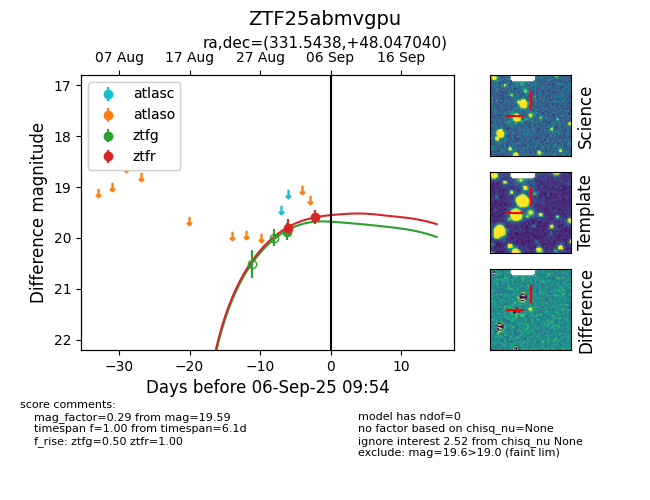 ZTF25abmvgpu
ra,dec=(331.5438,+48.047040)
07 Aug 17 Aug 27 Aug 06 Sep 16 Sep
17
18
19
20
21
22
Difference magnitude
atlasc
atlaso
ztfg
ztfr
−30 −20 −10 0 10
Days before 06-Sep-25 09:54
Science
Template
Difference
score comments:
mag_factor=0.29 from mag=19.59
timespan f=1.00 from timespan=6.1d
f_rise: ztfg=0.50 ztfr=1.00
model has ndof=0
no factor based on chisq_nu=None
ignore interest 2.52 from chisq_nu None
exclude: mag=19.6>19.0 (faint lim)